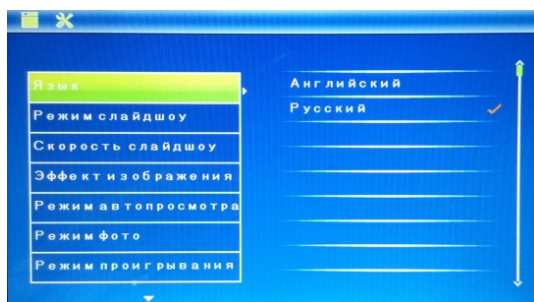 Язык
Режим слайдшоу
Скорость слайдшоу
Эффект изображения
Режим автопросмотра
Режим фото
Режим проигрывания
Английский
Русский